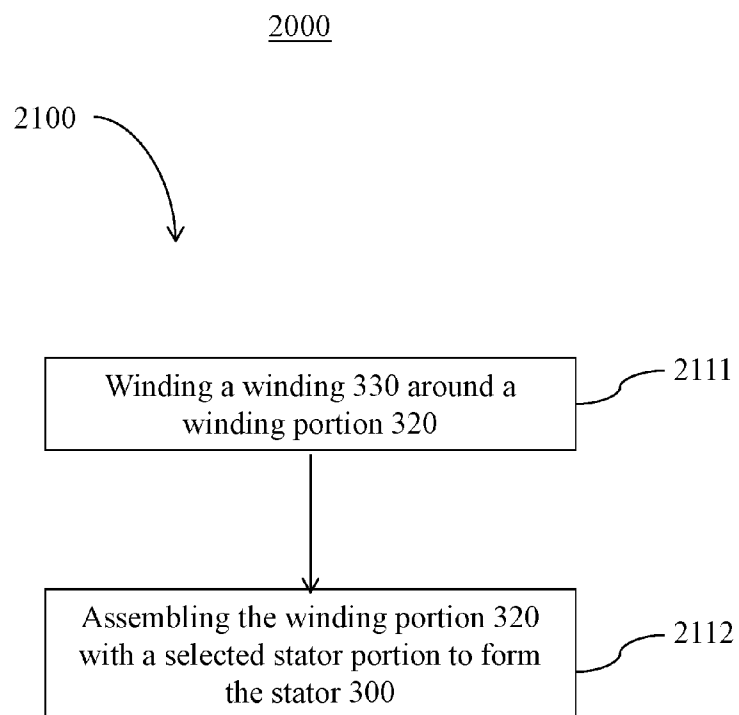 2000
2100
Winding a winding 330 around a
winding portion 320
2111
Assembling the winding portion 320
with a selected stator portion to form
the stator 300
2112